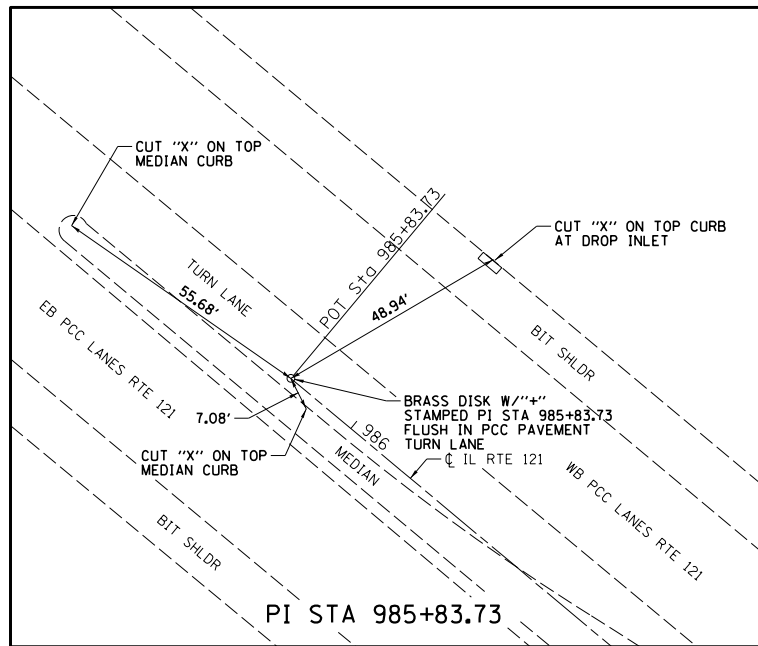 CUT "X" ON TOP
MEDIAN CURB
CUT "X" ON TOP CURB
AT DROP INLET
POT Sta 985+83.73
TURN LANE
55.68'
48.94'
EB PCC LANES RTE 121
BIT SHLDR
7.08'
BRASS DISK W/"+"
STAMPED PI STA 985+83.73
FLUSH IN PCC PAVEMENT
TURN LANE
986
CUT "X" ON TOP
MEDIAN CURB
MEDIAN
℄ IL RTE 121
WB PCC LANES RTE 121
BIT SHLDR
PI STA 985+83.73